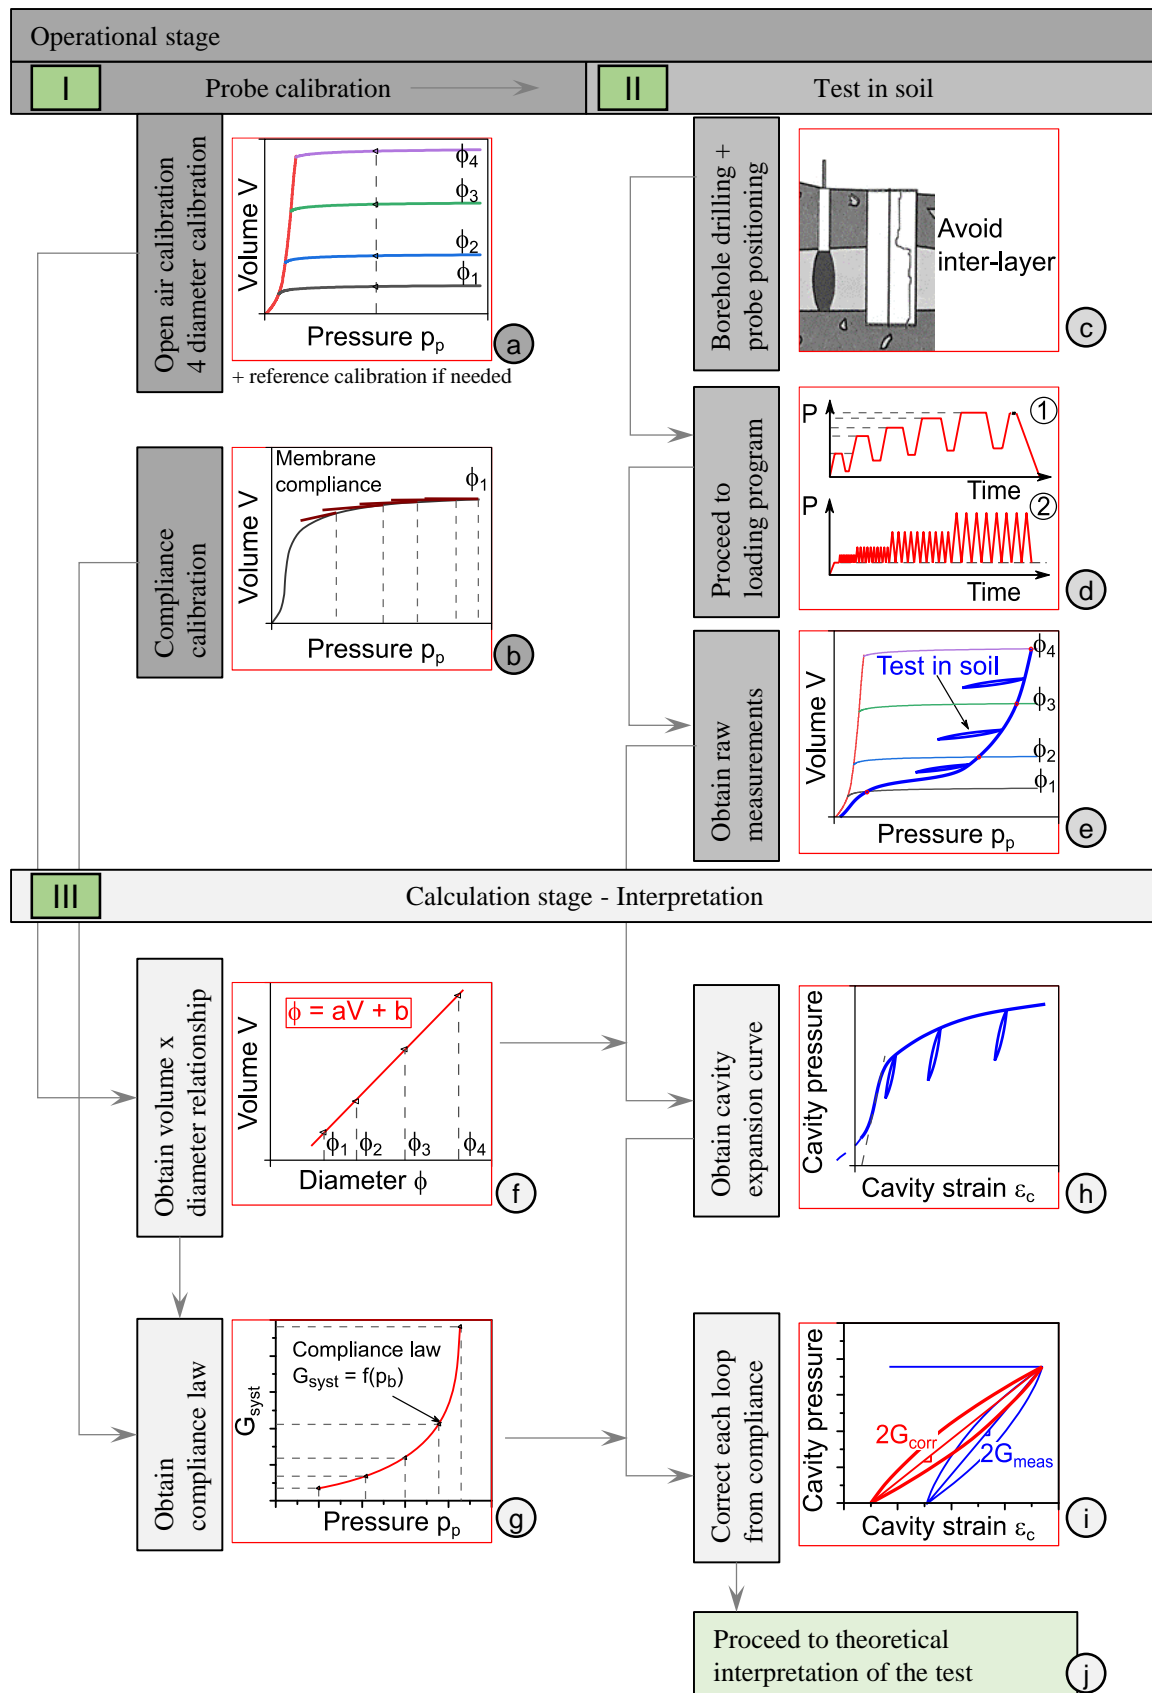 Operational stage
I
Probe calibration
II
Test in soil
Open air calibration
4 diameter calibration
Volume V
ϕ4
ϕ3
ϕ2
ϕ1
Pressure pp
a
+ reference calibration if needed
Borehole drilling +
probe positioning
Avoid
inter-layer
c
Compliance
calibration
Volume V
Membrane
compliance
ϕ1
Pressure pp
b
Proceed to
loading program
P
1
Time
P
2
Time
d
Obtain raw
measurements
Volume V
Test in soil
ϕ4
ϕ3
ϕ2
ϕ1
Pressure pp
e
III
Calculation stage - Interpretation
Obtain volume x
diameter relationship
Volume V
ϕ = aV + b
ϕ1
ϕ2
ϕ3
ϕ4
Diameter ϕ
f
Obtain cavity
expansion curve
Cavity pressure
Cavity strain εc
h
Obtain
compliance law
Gsyst
Compliance law
Gsyst = f(pb)
Pressure pp
g
Correct each loop
from compliance
Cavity pressure
2Gcorr
2Gmeas
Cavity strain εc
i
Proceed to theoretical
interpretation of the test
j